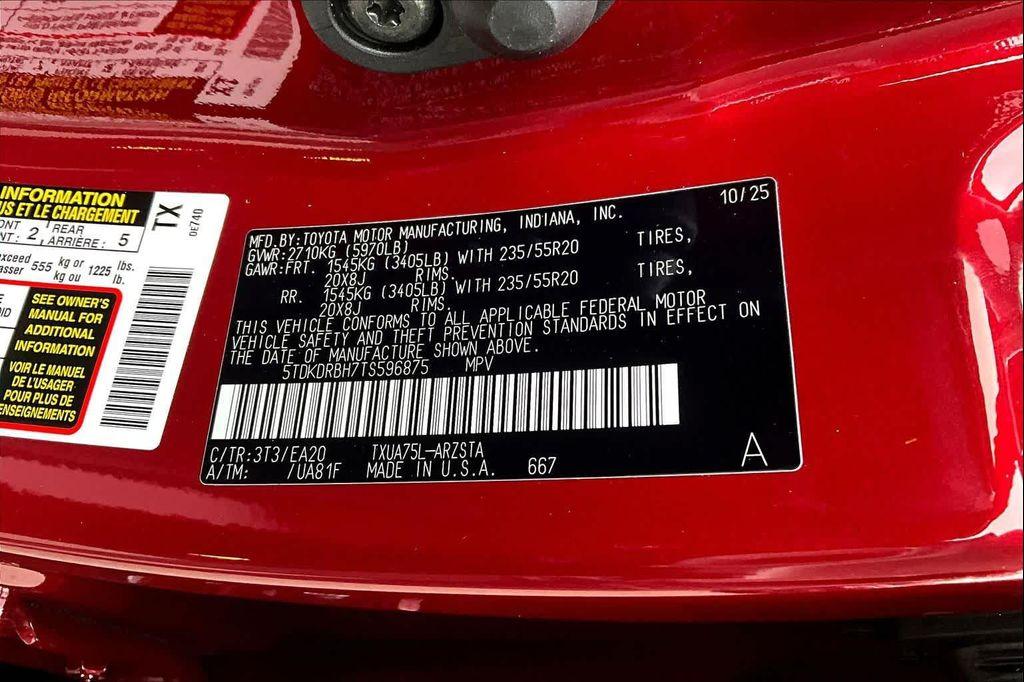 INFORMATION
US ET LE CHARGEMENT
ONT 2 REAR 5
NT: ARRIÈRE:
TX
0E740
xceed 555 kg or 1225 lbs.
asser kg ou lb.
SEE OWNER'S
MANUAL FOR
ADDITIONAL
INFORMATION
VOIR LE MANUEL
DE L'USAGER
POUR PLUS DE
ENSEIGNEMENTS
10/25
MFD.BY:TOYOTA MOTOR MANUFACTURING, INDIANA, INC.
GVWR:2710KG (5970LB)
GAWR:FRT. 1545KG (3405LB) WITH 235/55R20 TIRES,
20X8J RIMS.
RR. 1545KG (3405LB) WITH 235/55R20 TIRES,
20X8J RIMS.
THIS VEHICLE CONFORMS TO ALL APPLICABLE FEDERAL MOTOR
VEHICLE SAFETY AND THEFT PREVENTION STANDARDS IN EFFECT ON
THE DATE OF MANUFACTURE SHOWN ABOVE.
5TDKDRBH7TS596875 MPV
C/TR:3T3/EA20 TXUA75L-ARZSTA
A/TM: /UA81F MADE IN U.S.A. 667
A